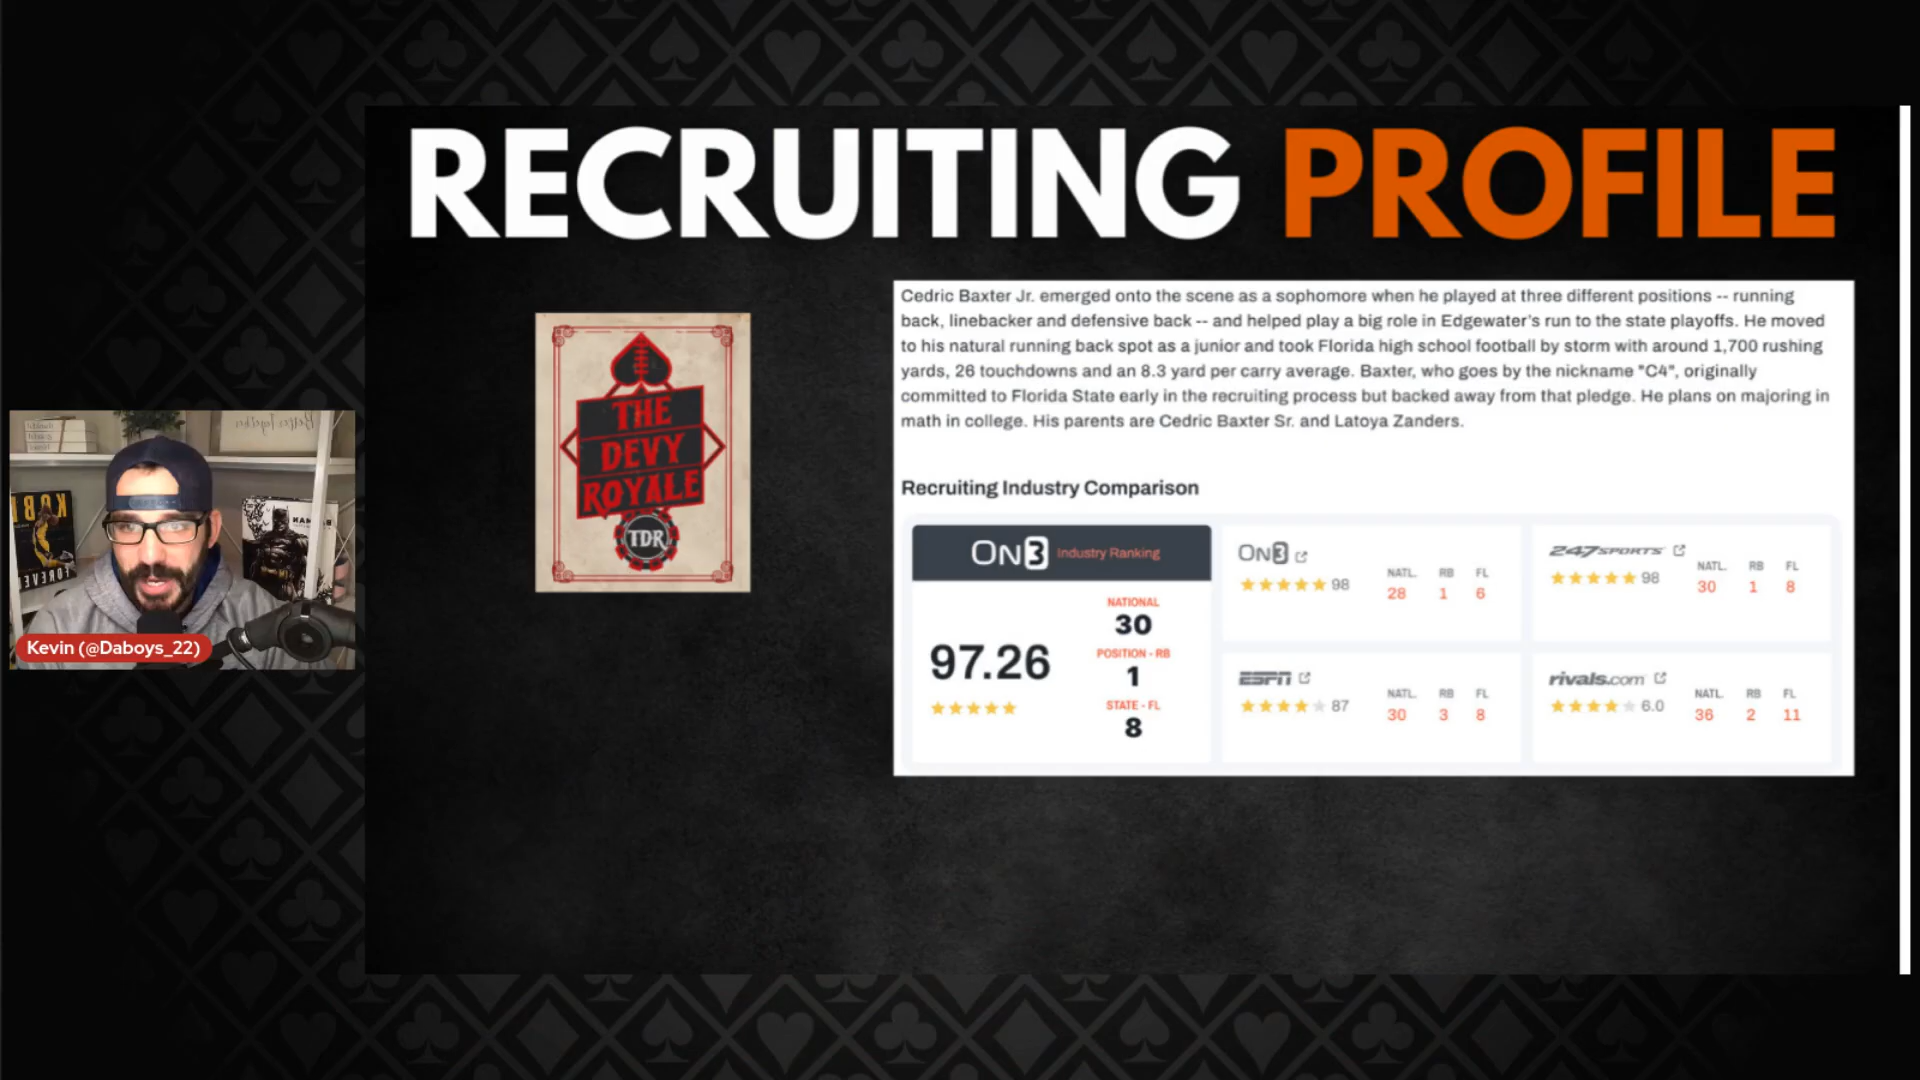 RECRUITING PROFILE
Cedric Baxter Jr. emerged onto the scene as a sophomore when he played at three different positions -- running
back, linebacker and defensive back -- and helped play a big role in Edgewater's run to the state playoffs. He moved
to his natural running back spot as a junior and took Florida high school football by storm with around 1,700 rushing
yards, 26 touchdowns and an 8.3 yard per carry average. Baxter, who goes by the nickname "C4", originally
committed to Florida State early in the recruiting process but backed away from that pledge. He plans on majoring in
math in college. His parents are Cedric Baxter Sr. and Latoya Zanders.
THE
DEVY
ROYALE
TDR
Recruiting Industry Comparison
ON3 Industry Ranking
97.26
NATIONAL
30
POSITION - RB
1
STATE - FL
8
ON3
98
NATL. RB FL
28 1 6
247SPORTS
98
NATL. RB FL
30 1 8
ESPN
87
NATL. RB FL
30 3 8
rivals.com
6.0
NATL. RB FL
36 2 11
KOBE
FOREVER
BATMAN
Better Together
Kevin (@Daboys_22)